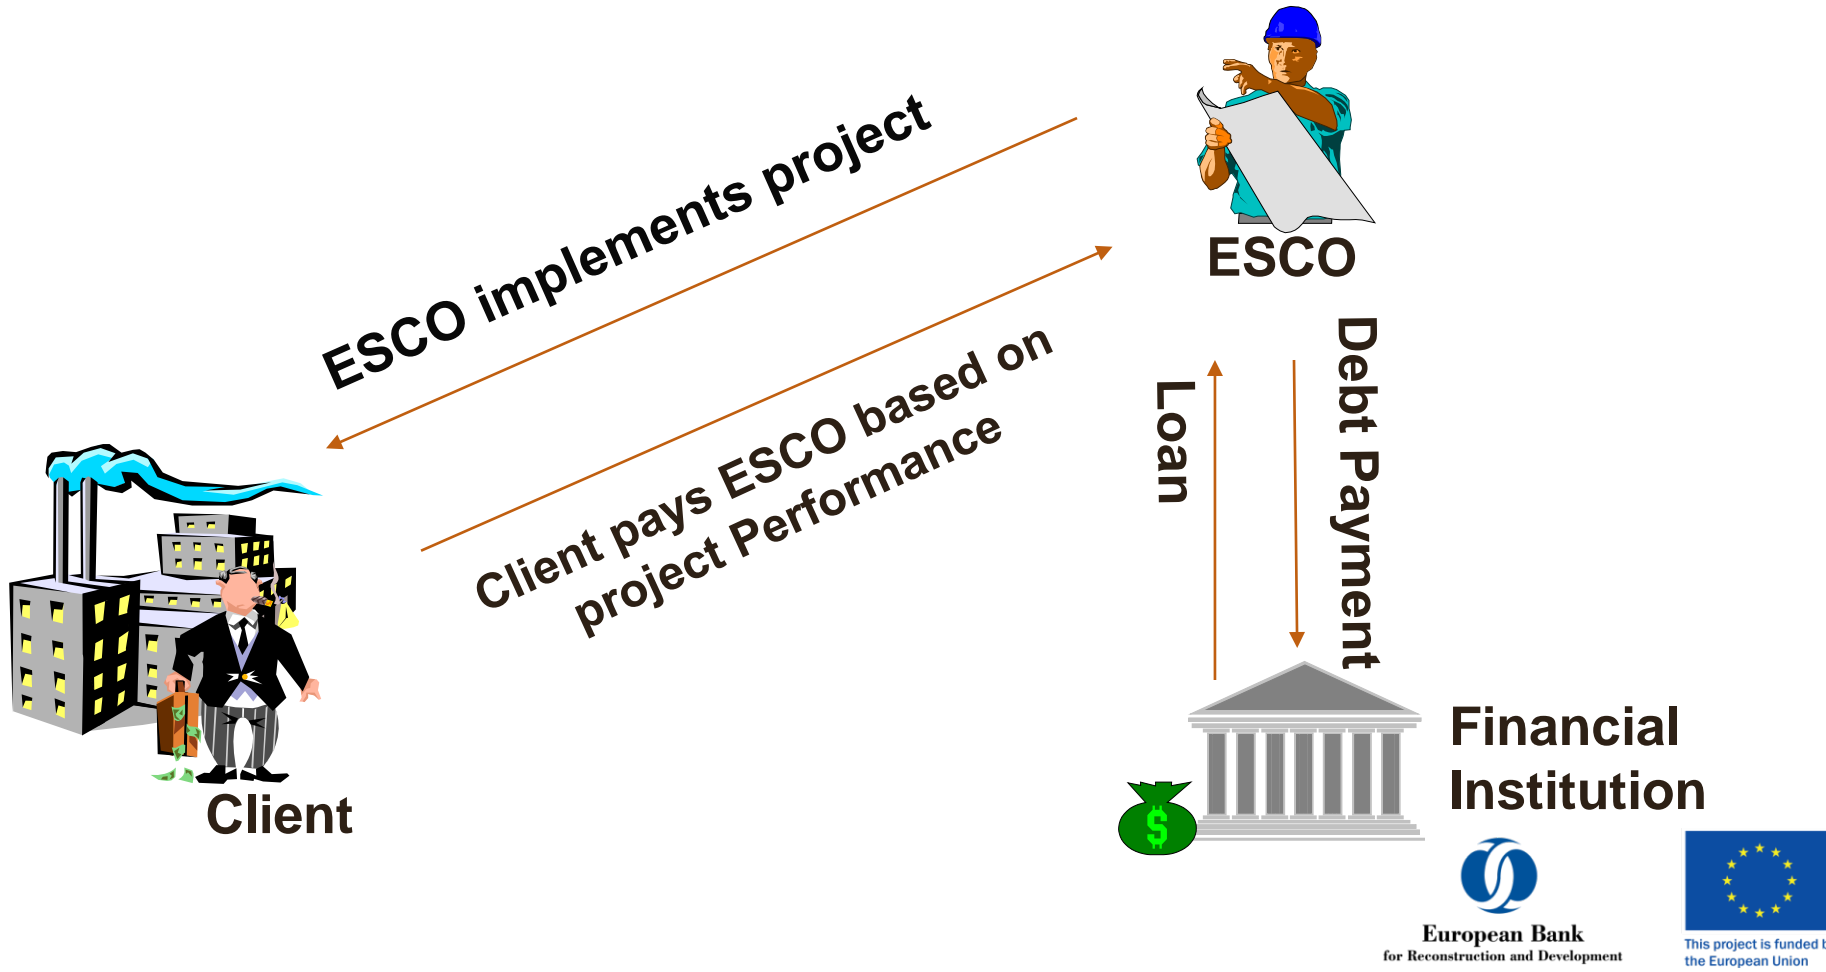 ESCO implements project
ESCO
Client pays ESCO based on
project Performance
Loan
Debt Payment
Client
$
Financial
Institution
European Bank
for Reconstruction and Development
This project is funded b
the European Union